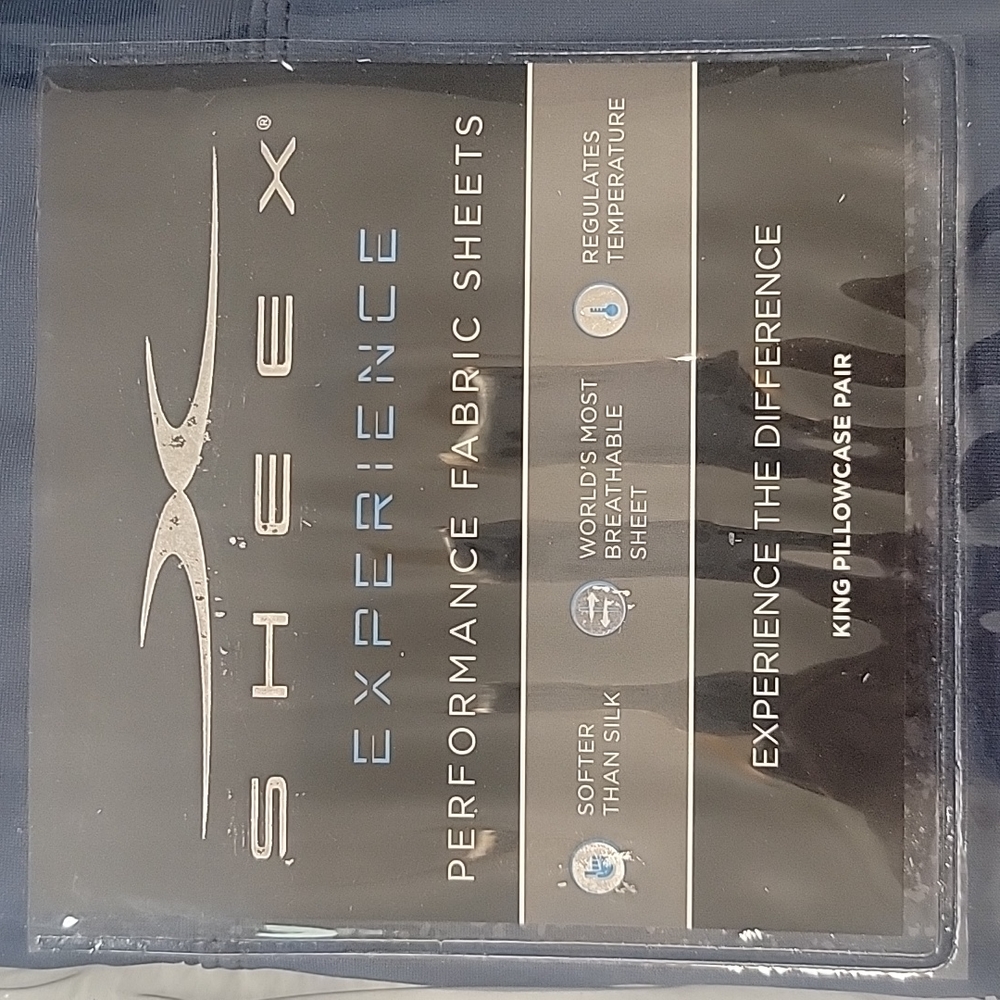 SHEEX®
EXPERIENCE
PERFORMANCE FABRIC SHEETS
SOFTER
THAN SILK
WORLD'S MOST
BREATHABLE
SHEET
REGULATES
TEMPERATURE
EXPERIENCE THE DIFFERENCE
KING PILLOWCASE PAIR